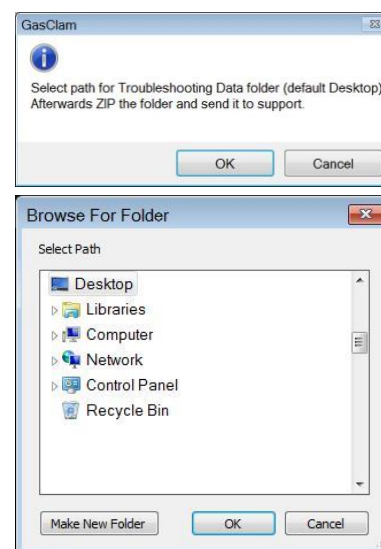 GasClam
Select path for Troubleshooting Data folder (default Desktop)
Afterwards ZIP the folder and send it to support.
OK Cancel
Browse For Folder
Select Path
Desktop
Libraries
Computer
Network
Control Panel
Recycle Bin
Make New Folder OK Cancel